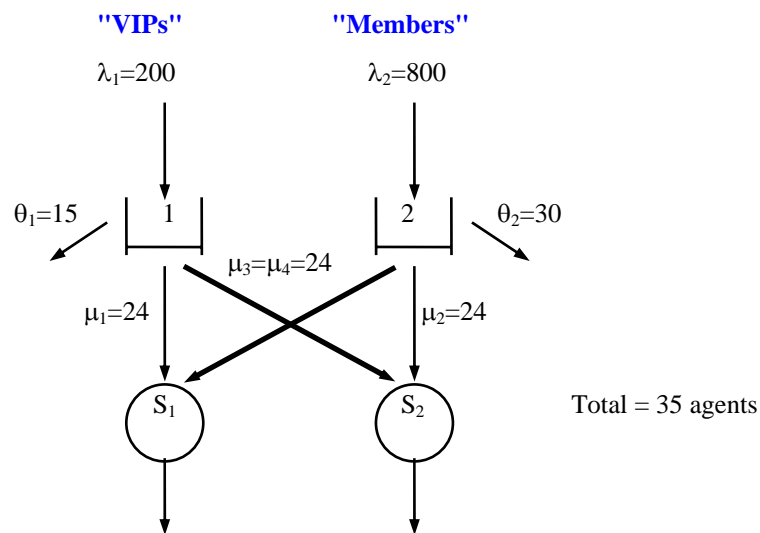 "VIPs" "Members"
λ₁=200 λ₂=800
θ₁=15 1 2 θ₂=30
μ₃=μ₄=24
μ₁=24 μ₂=24
S₁ S₂ Total = 35 agents